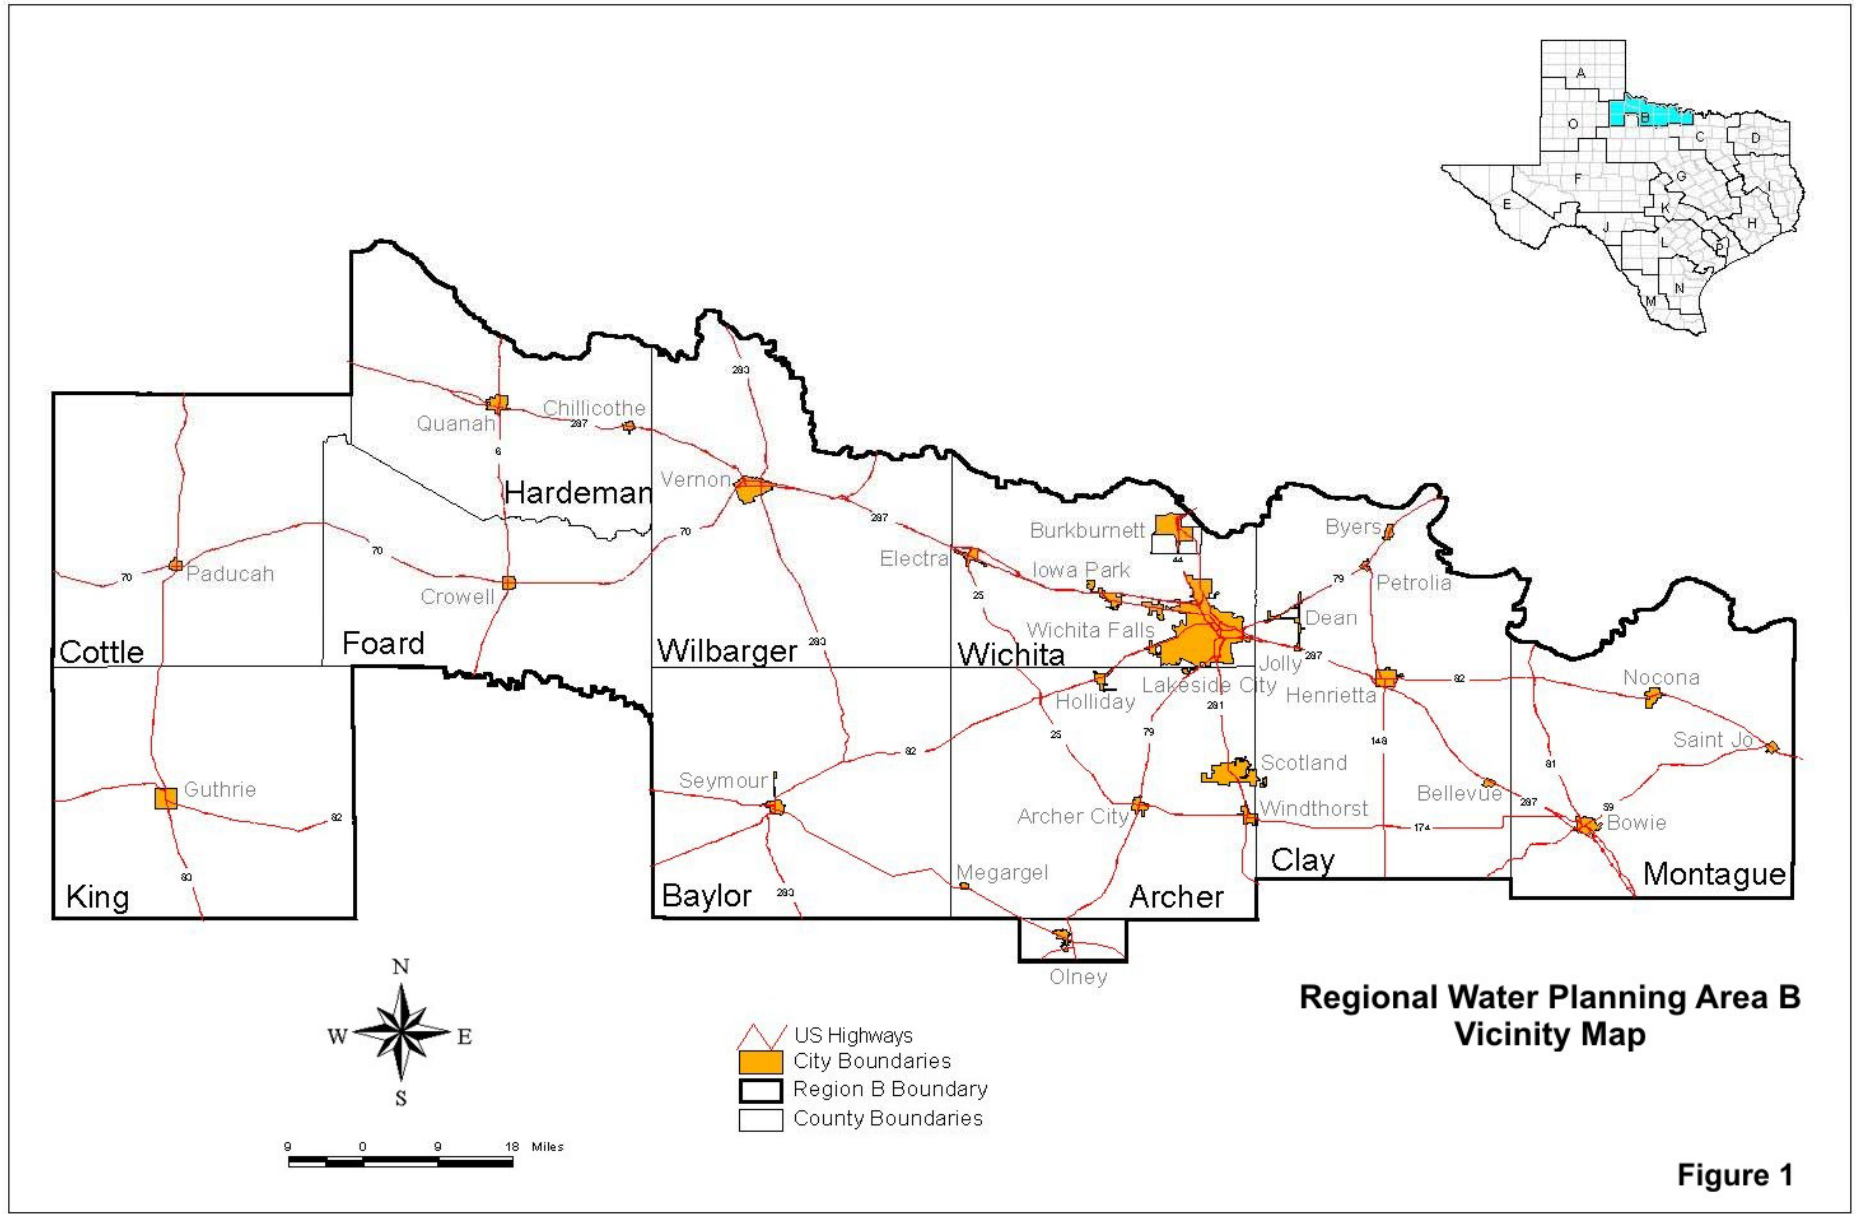 A
B
O
C
D
F
G
I
E
K
H
J
L
P
N
M
283
Quanah
Chillicothe
287
6
Hardeman
Vernon
70
287
Burkburnett
44
Byers
Electra
Iowa Park
79
Petrolia
70
Paducah
70
Crowell
25
Wichita Falls
Dean
Cottle
Foard
Wilbarger
283
Wichita
Jolly
287
Lakeside City
Henrietta
82
Nocona
Holliday
281
79
25
148
Saint Jo
82
81
Guthrie
Seymour
Scotland
Bellevue
287
59
Bowie
82
Archer City
Windthorst
174
83
King
Baylor
283
Megargel
Archer
Clay
Montague
Olney
N
W
E
S
Regional Water Planning Area B
Vicinity Map
US Highways
City Boundaries
Region B Boundary
County Boundaries
9 0 9 18 Miles
Figure 1